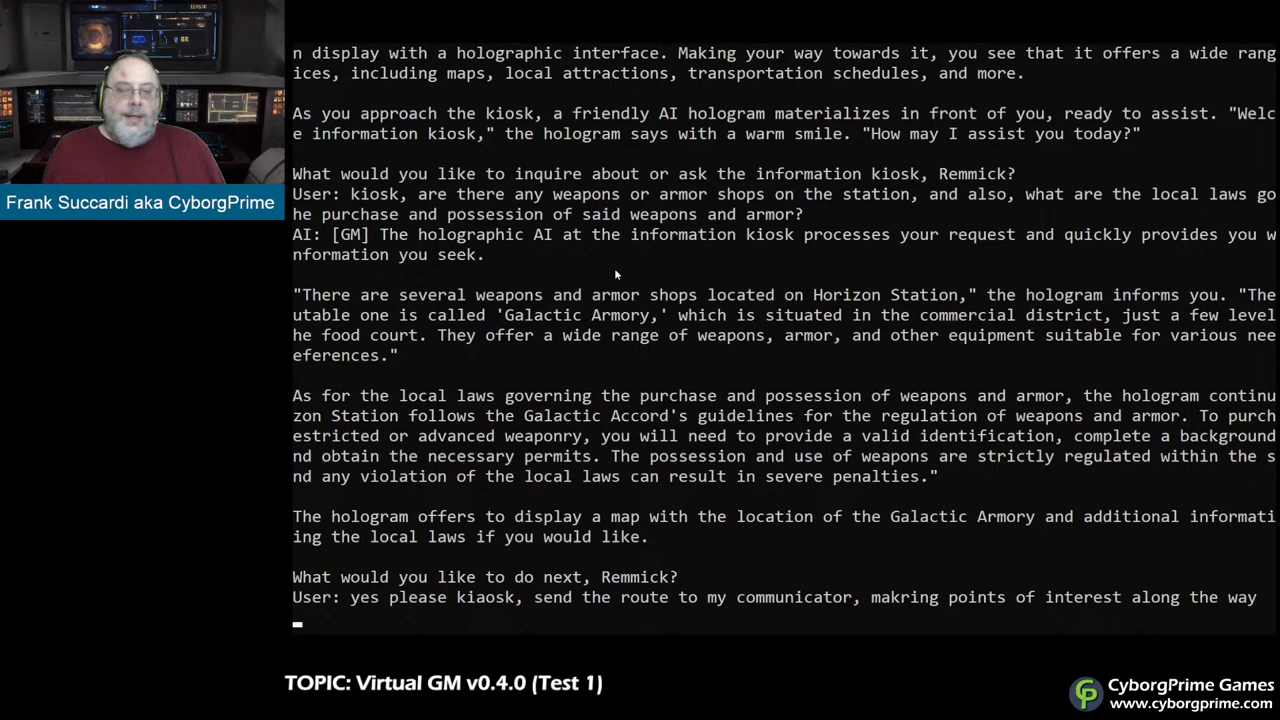 n display with a holographic interface. Making your way towards it, you see that it offers a wide rang
ices, including maps, local attractions, transportation schedules, and more.
As you approach the kiosk, a friendly AI hologram materializes in front of you, ready to assist. "Welc
e information kiosk," the hologram says with a warm smile. "How may I assist you today?"
What would you like to inquire about or ask the information kiosk, Remmick?
User: kiosk, are there any weapons or armor shops on the station, and also, what are the local laws go
he purchase and possession of said weapons and armor?
AI: [GM] The holographic AI at the information kiosk processes your request and quickly provides you w
nformation you seek.
"There are several weapons and armor shops located on Horizon Station," the hologram informs you. "The
utable one is called 'Galactic Armory,' which is situated in the commercial district, just a few level
he food court. They offer a wide range of weapons, armor, and other equipment suitable for various nee
eferences."
As for the local laws governing the purchase and possession of weapons and armor, the hologram continu
zon Station follows the Galactic Accord's guidelines for the regulation of weapons and armor. To purch
estricted or advanced weaponry, you will need to provide a valid identification, complete a background
nd obtain the necessary permits. The possession and use of weapons are strictly regulated within the s
nd any violation of the local laws can result in severe penalties."
The hologram offers to display a map with the location of the Galactic Armory and additional informati
ing the local laws if you would like.
What would you like to do next, Remmick?
User: yes please kiaosk, send the route to my communicator, makring points of interest along the way
Frank Succardi aka CyborgPrime
TOPIC: Virtual GM v0.4.0 (Test 1)
CyborgPrime Games
www.cyborgprime.com